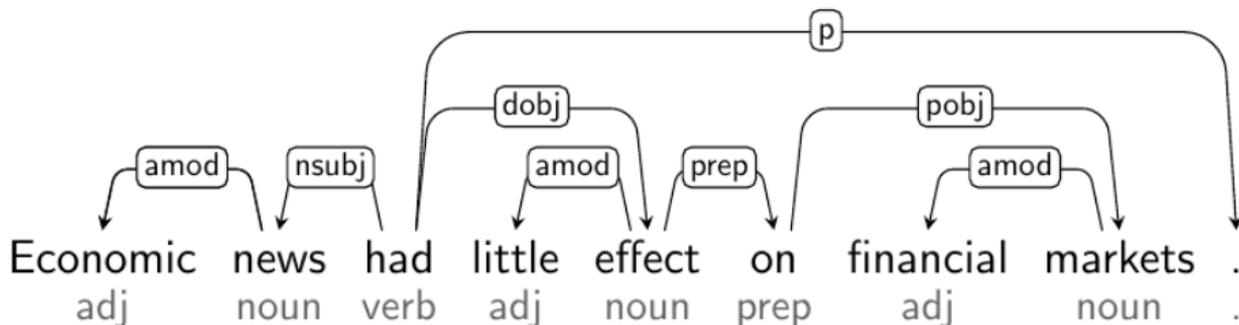 p
dobj pobj
amod nsubj amod prep amod
Economic news had little effect on financial markets .
adj noun verb adj noun prep adj noun .